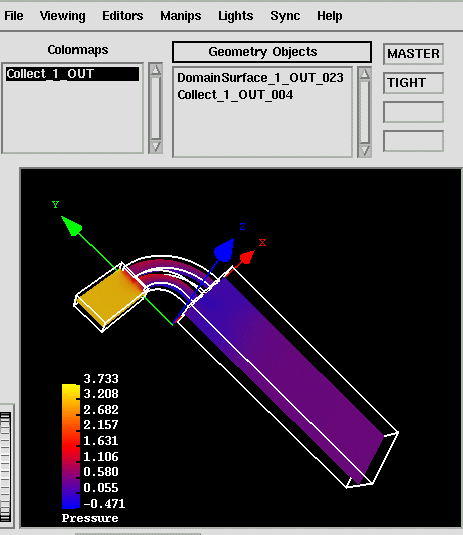 File Viewing Editors Manips Lights Sync Help
Colormaps
Geometry Objects
MASTER
Collect_1_OUT
DomainSurface_1_OUT_023
TIGHT
Collect_1_OUT_004
Y
Z
X
3.733
3.208
2.682
2.157
1.631
1.106
0.580
0.055
-0.471
Pressure